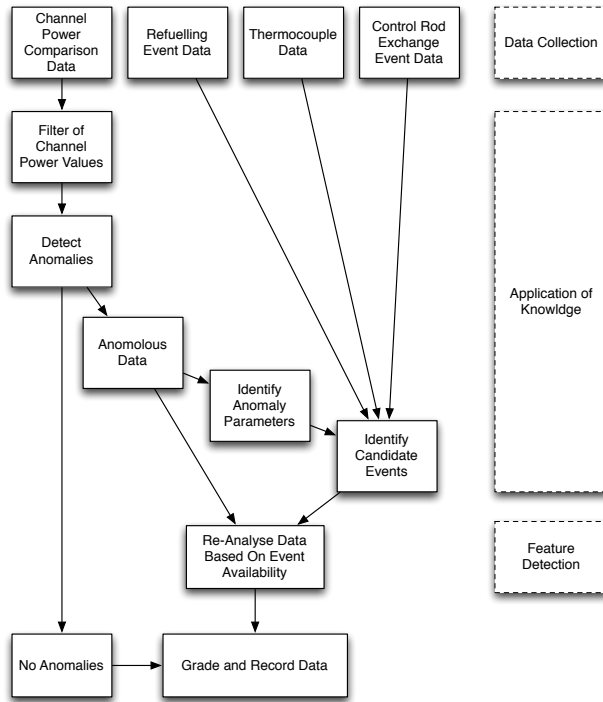 Channel
Power
Comparison
Data
Refuelling
Event Data
Thermocouple
Data
Control Rod
Exchange
Event Data
Data Collection
Filter of
Channel
Power Values
Detect
Anomalies
Application of
Knowldge
Anomolous
Data
Identify
Anomaly
Parameters
Identify
Candidate
Events
Re-Analyse Data
Based On Event
Availability
Feature
Detection
No Anomalies
Grade and Record Data